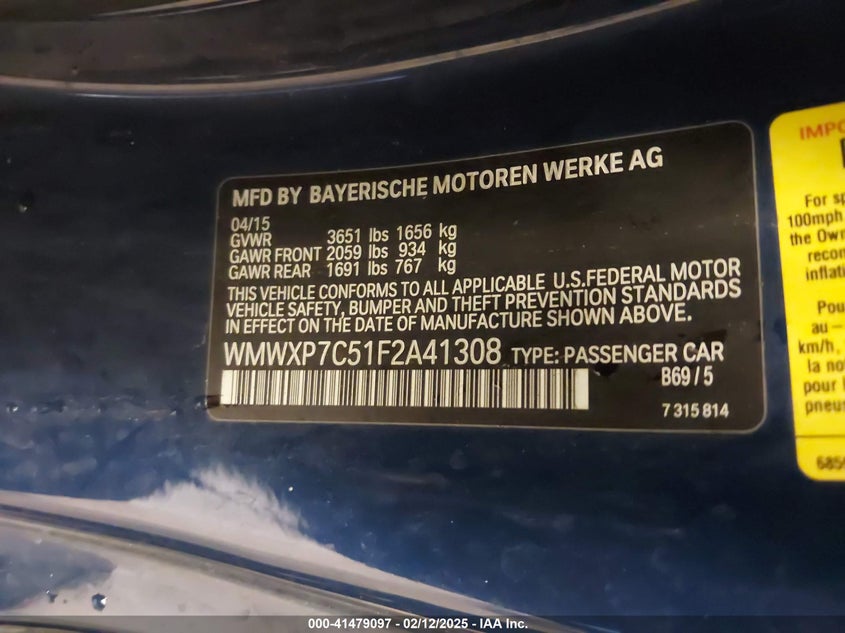 MFD BY BAYERISCHE MOTOREN WERKE AG
04/15
GVWR 3651 lbs 1656 kg
GAWR FRONT 2059 lbs 934 kg
GAWR REAR 1691 lbs 767 kg
THIS VEHICLE CONFORMS TO ALL APPLICABLE U.S.FEDERAL MOTOR
VEHICLE SAFETY, BUMPER AND THEFT PREVENTION STANDARDS
IN EFFECT ON THE DATE OF MANUFACTURE SHOWN ABOVE.
WMWXP7C51F2A41308 TYPE: PASSENGER CAR
B69/5
7 315 814
For
100mph
the
Pou
au –
km/h,
la
pour
000-41479097 - 02/12/2025 - IAA Inc.